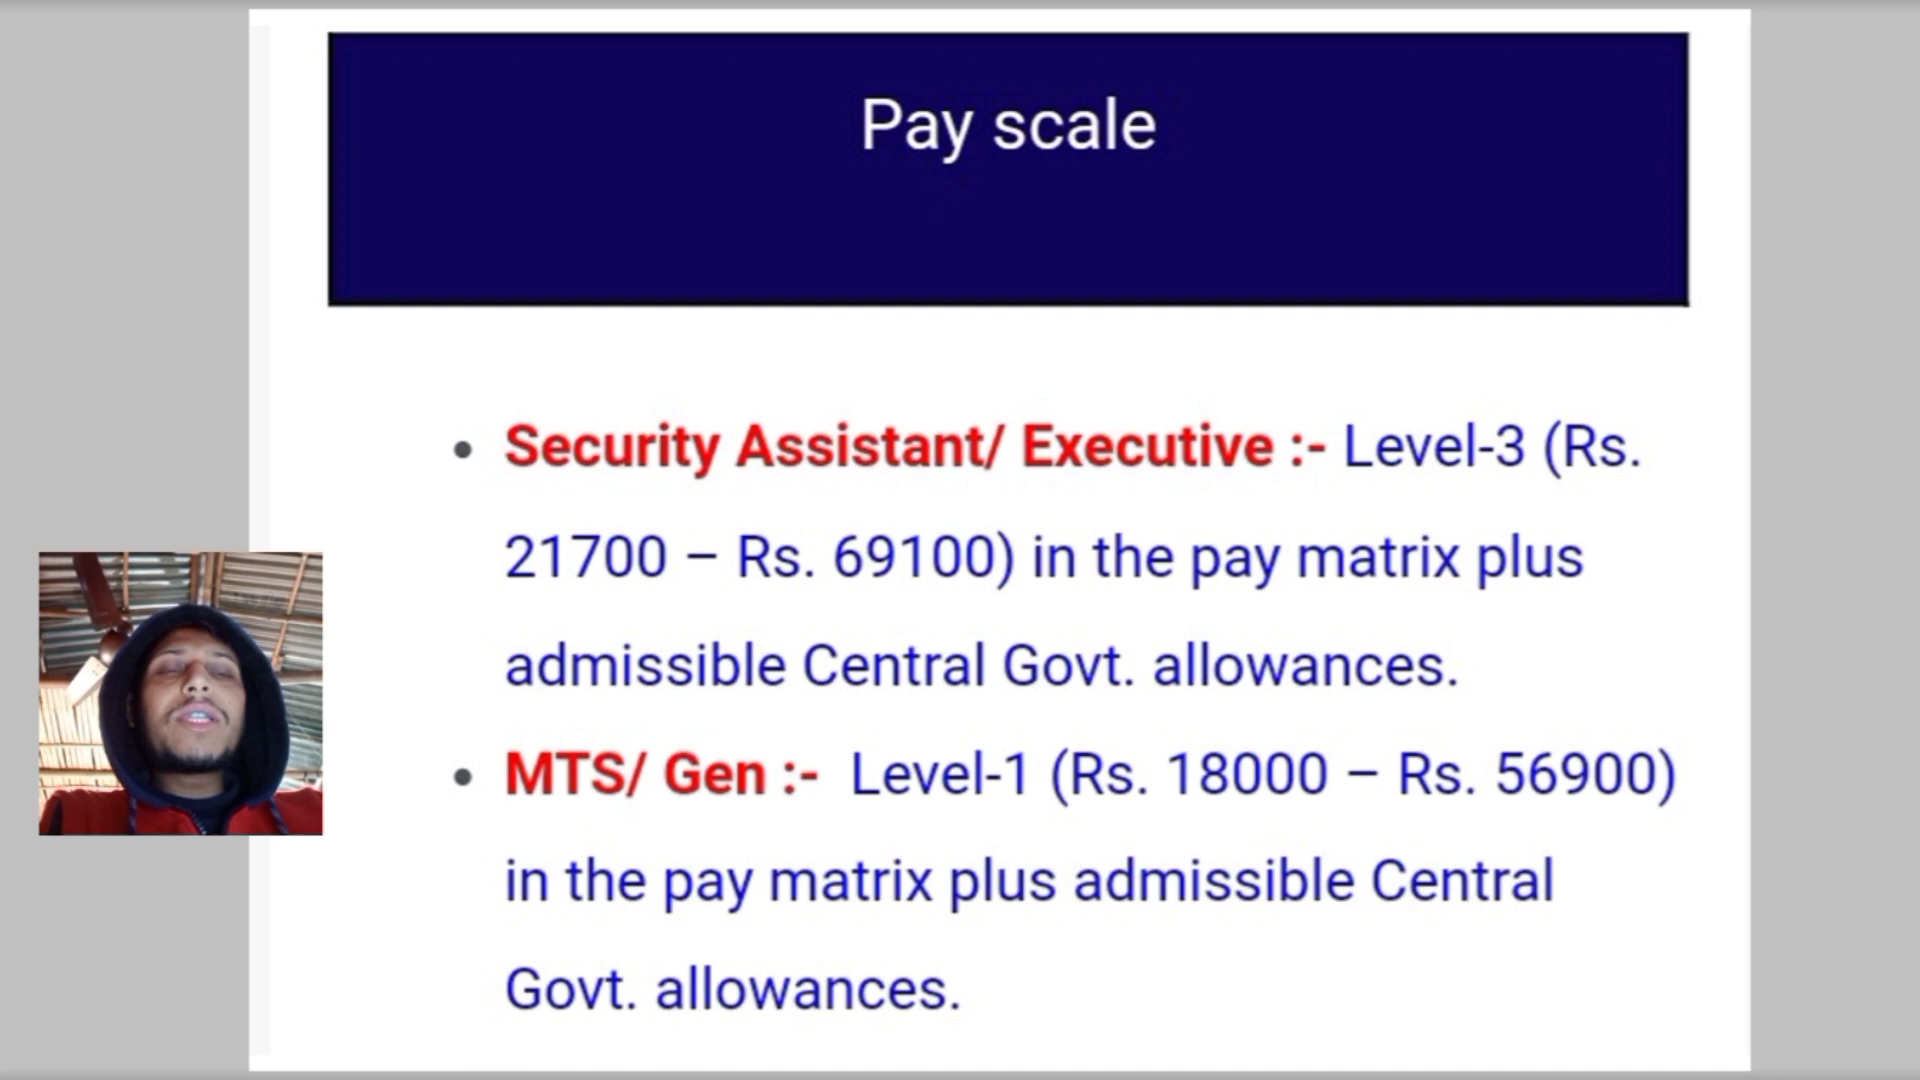 Pay scale
• Security Assistant/ Executive :- Level-3 (Rs.
21700 – Rs. 69100) in the pay matrix plus
admissible Central Govt. allowances.
• MTS/ Gen :- Level-1 (Rs. 18000 – Rs. 56900)
in the pay matrix plus admissible Central
Govt. allowances.